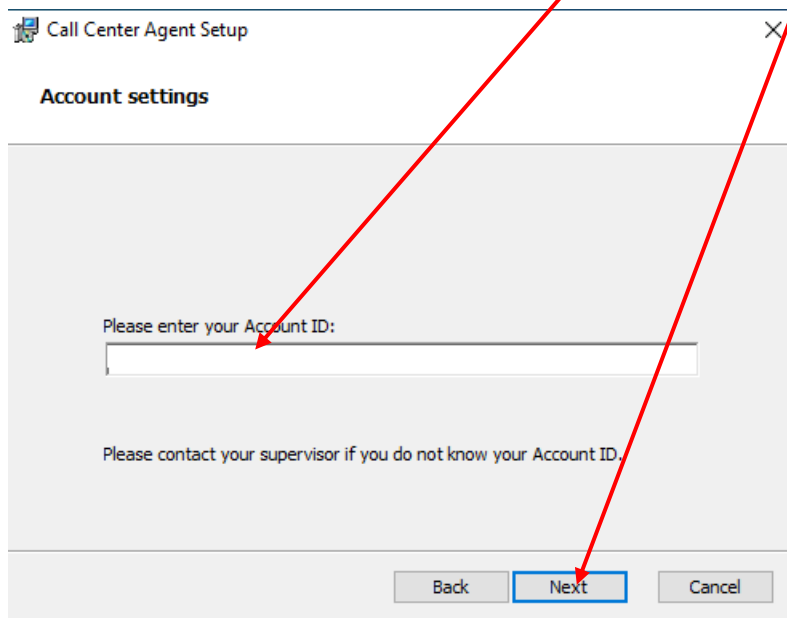 Call Center Agent Setup
Account settings
Please enter your Account ID:
Please contact your supervisor if you do not know your Account ID.
Back Next Cancel